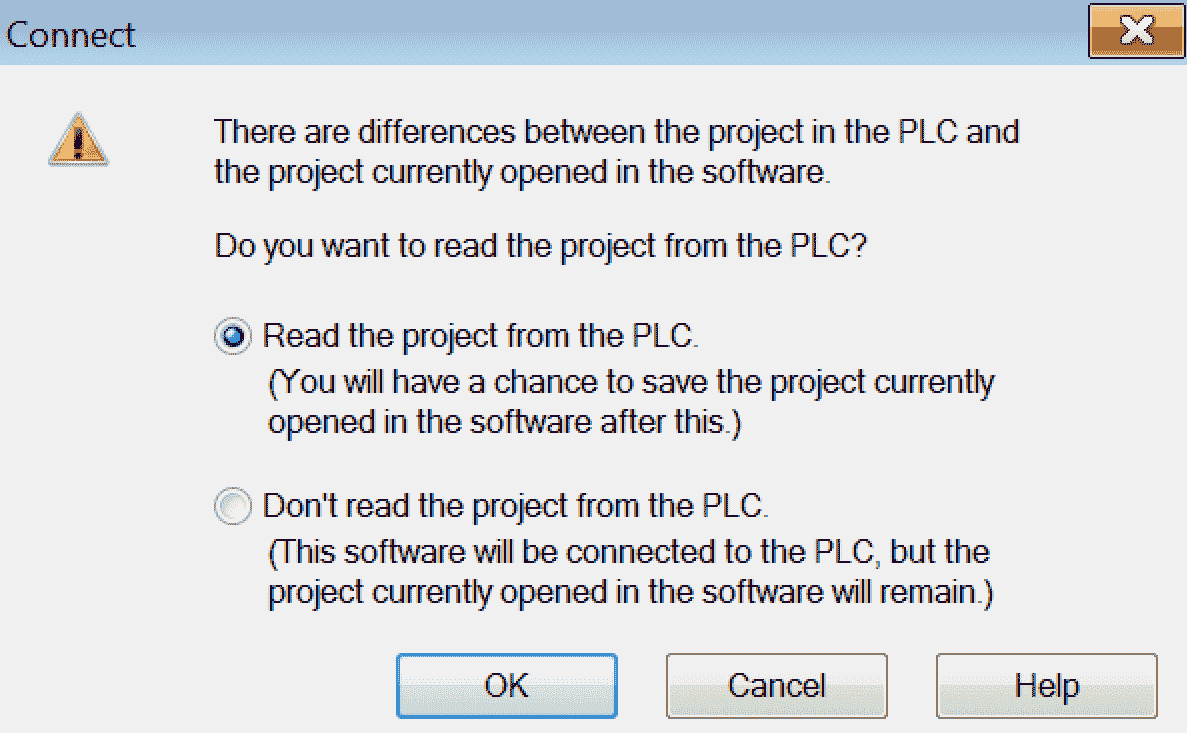 Connect
There are differences between the project in the PLC and
the project currently opened in the software.
Do you want to read the project from the PLC?
Read the project from the PLC.
(You will have a chance to save the project currently
opened in the software after this.)
Don't read the project from the PLC.
(This software will be connected to the PLC, but the
project currently opened in the software will remain.)
OK Cancel Help